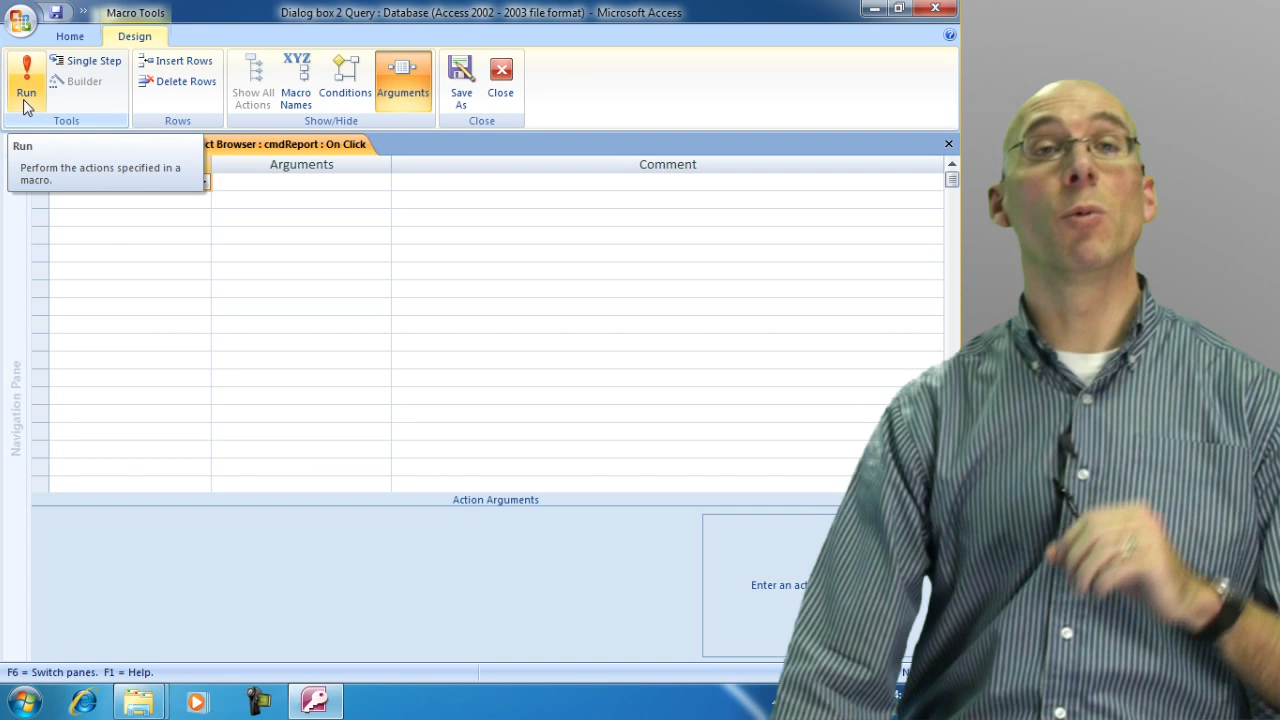 Macro Tools
Dialog box 2 Query : Database (Access 2002 - 2003 file format) - Microsoft Access
Home
Design
Run
Single Step
Builder
Tools
Insert Rows
Delete Rows
Rows
Show All
Actions
XYZ
Macro
Names
Conditions
Arguments
Show/Hide
Save
As
Close
Close
Run
Perform the actions specified in a
macro.
ct Browser : cmdReport : On Click
Arguments
Comment
Navigation Pane
Action Arguments
Enter an act
F6 = Switch panes. F1 = Help.